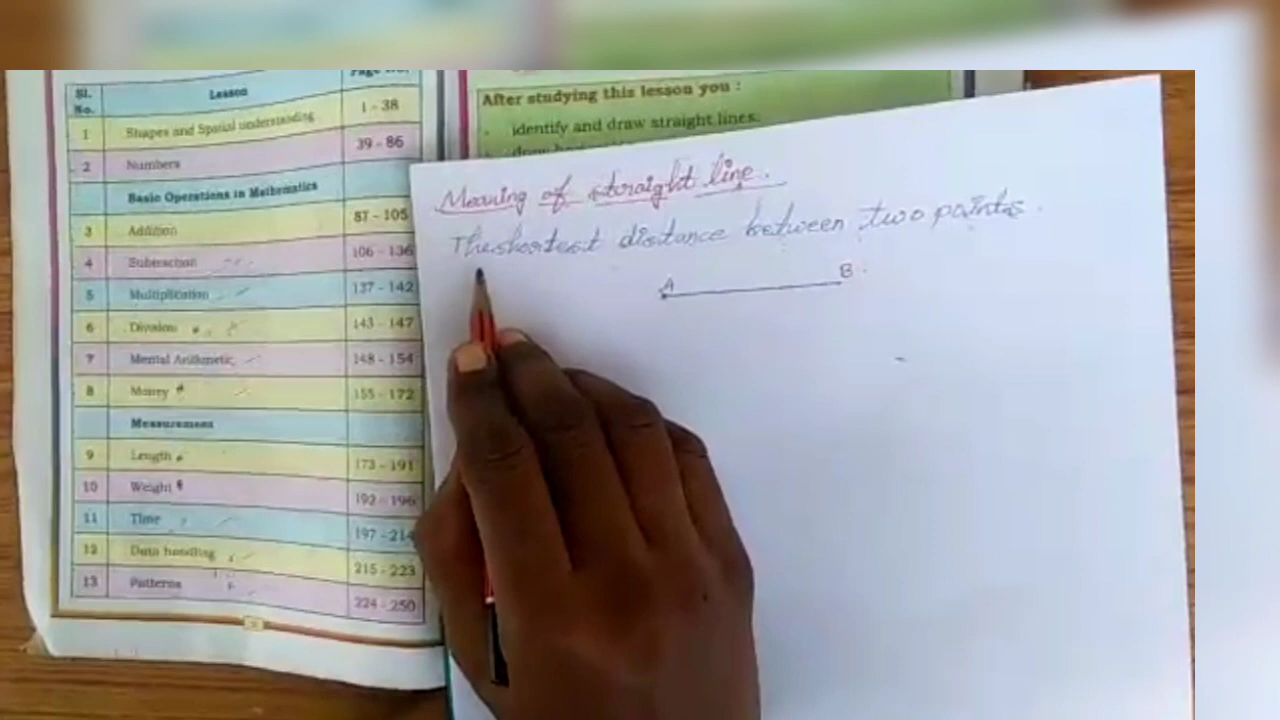 Sl. No. Lesson Page No.
1 Shapes and Spatial understanding 1 - 38
2 Numbers 39 - 86
Basic Operations in Mathematics
3 Addition 87 - 105
4 Subtraction 106 - 136
5 Multiplication 137 - 142
6 Division 143 - 147
7 Mental Arithmetic 148 - 154
8 Money 155 - 172
Measurement
9 Length 173 - 191
10 Weight 192 - 196
11 Time 197 - 214
12 Data handling 215 - 223
13 Patterns 224 - 250
After studying this lesson you :
identify and draw straight lines.
Meaning of straight line.
The shortest distance between two points.
A B.